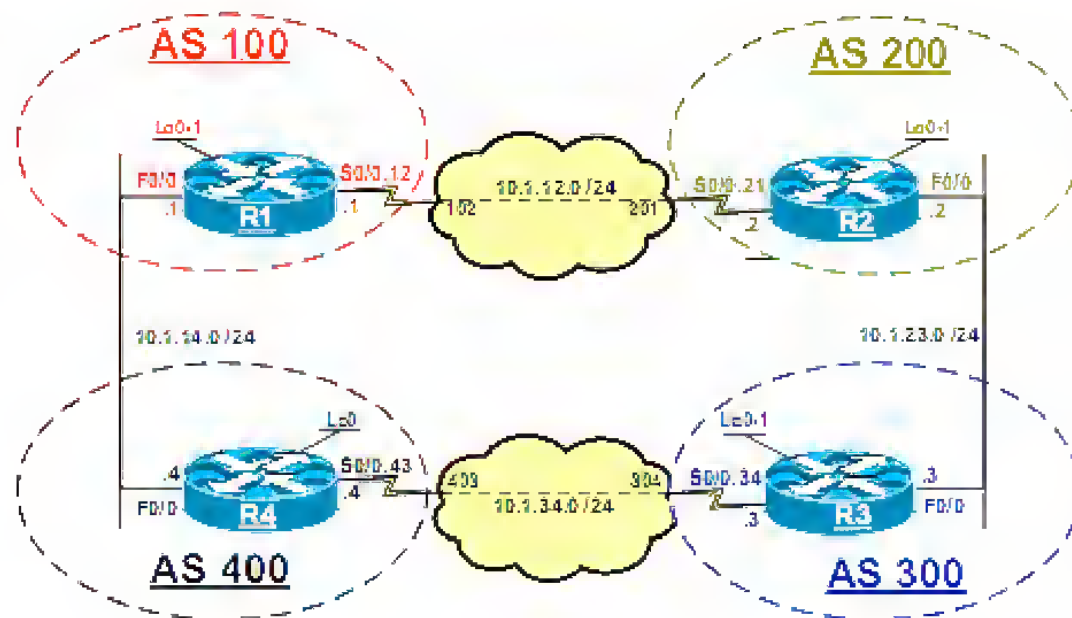 AS 100
AS 200
Lo0-1
Lo0-1
F0/0
S0/0.12
10.1.12.0/24
S0/0.21
F0/0
.1
R1
.1
102
201
.2
R2
.2
10.1.14.0/24
10.1.23.0/24
Lo0
Lo0-1
.4
S0/0.43
403
304
S0/0.34
.3
F0/0
R4
.4
10.1.34.0/24
.3
R3
F0/0
AS 400
AS 300